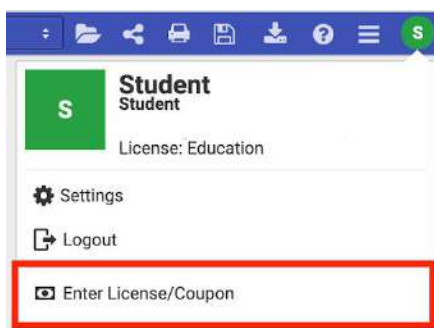 S
S
Student
Student
License: Education
Settings
Logout
Enter License/Coupon